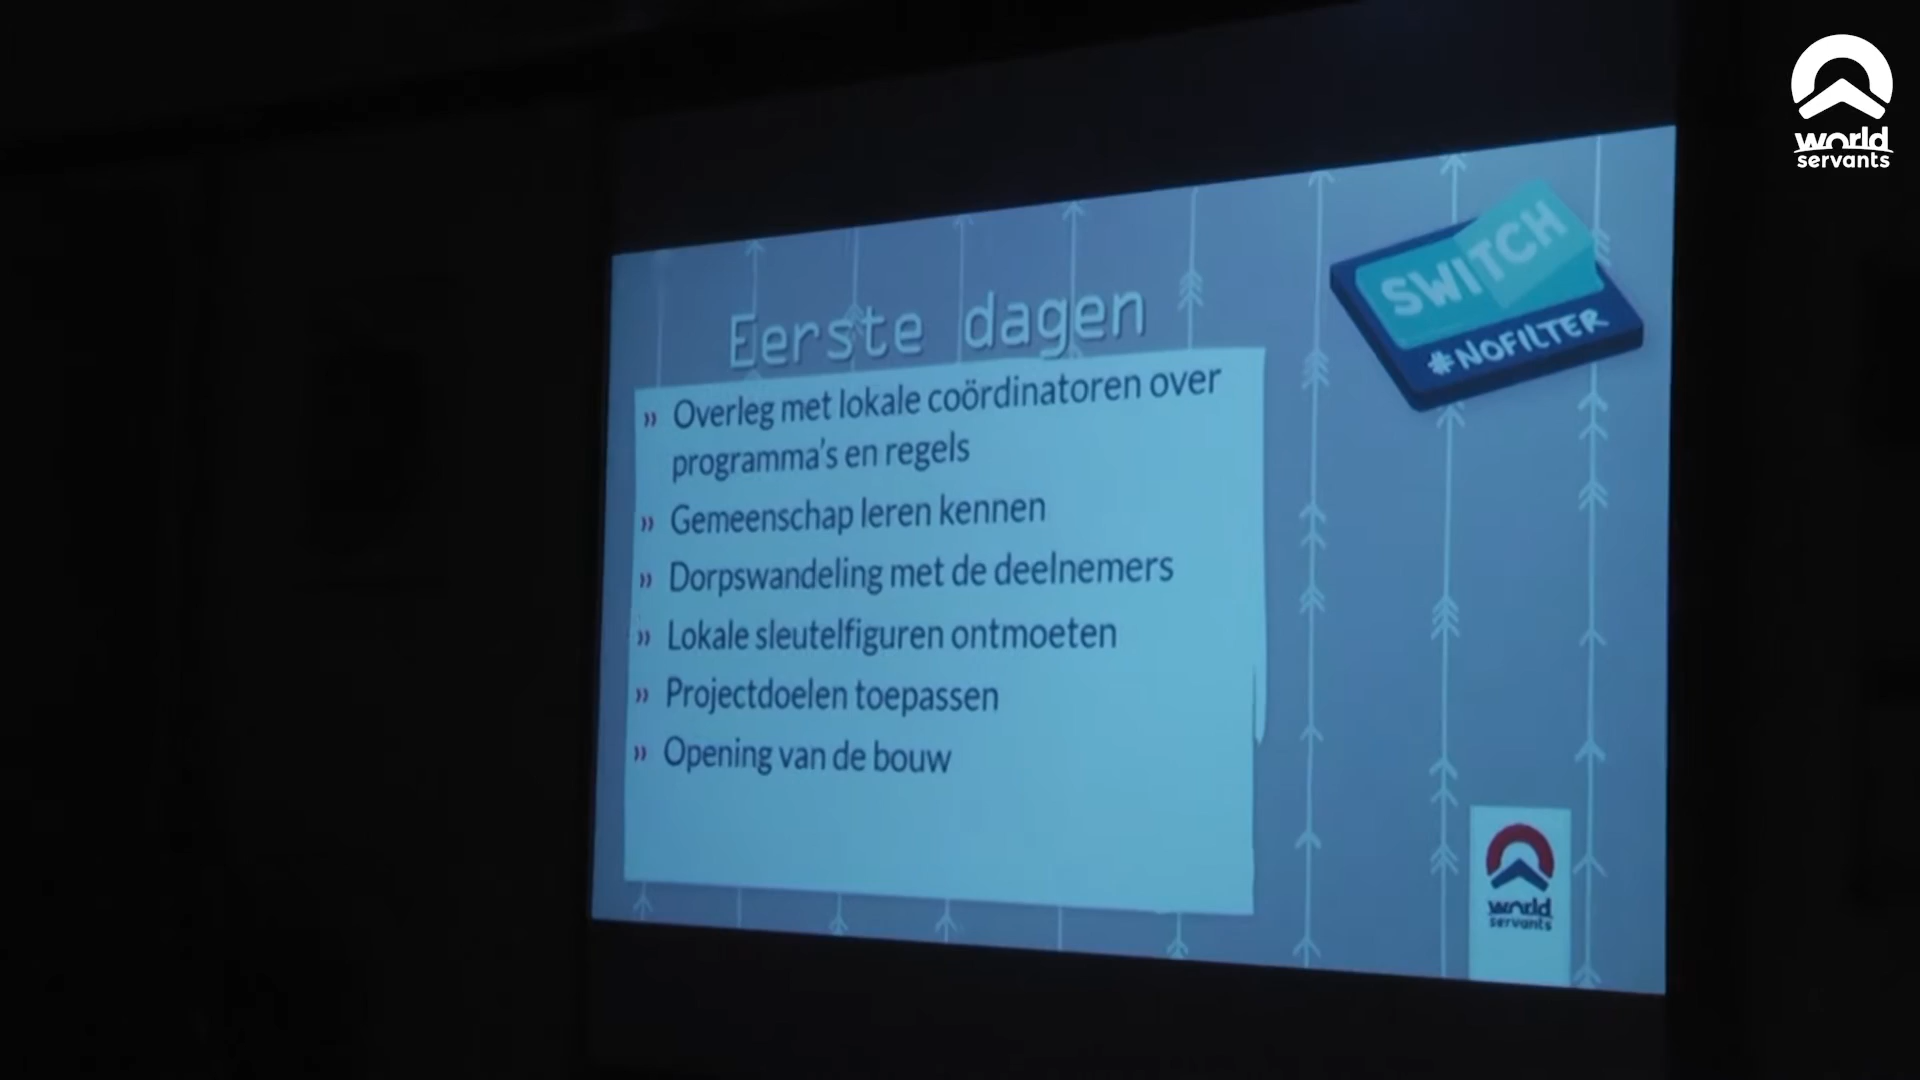 world
servants
SWITCH
#NOFILTER
Eerste dagen
» Overleg met lokale coördinatoren over
programma's en regels
» Gemeenschap leren kennen
» Dorpswandeling met de deelnemers
» Lokale sleutelfiguren ontmoeten
» Projectdoelen toepassen
» Opening van de bouw
world
servants